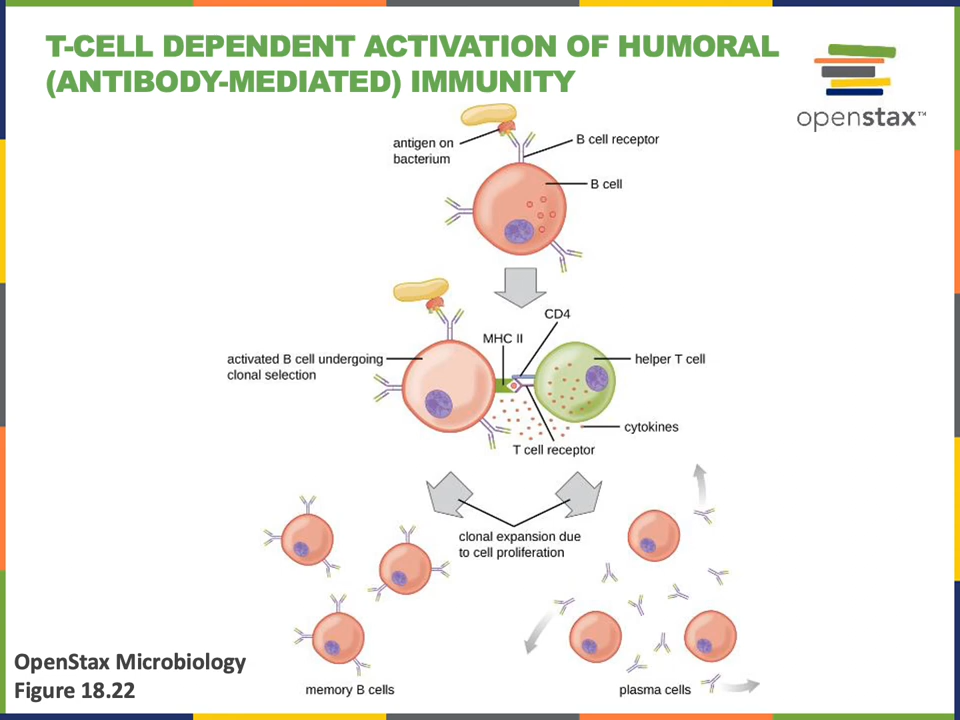 T-CELL DEPENDENT ACTIVATION OF HUMORAL
(ANTIBODY-MEDIATED) IMMUNITY
openstax™
antigen on
bacterium
B cell receptor
B cell
CD4
MHC II
activated B cell undergoing
clonal selection
helper T cell
cytokines
T cell receptor
clonal expansion due
to cell proliferation
memory B cells
plasma cells
OpenStax Microbiology
Figure 18.22